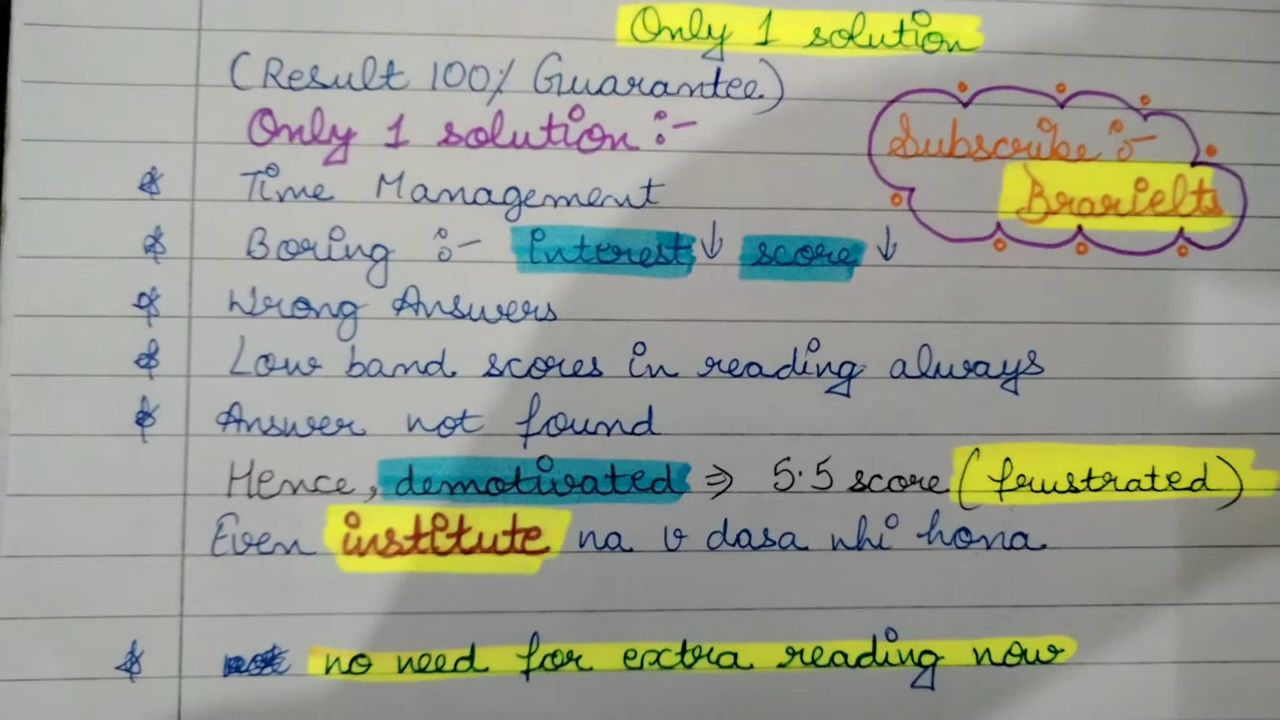 Only 1 solution
(Result 100% Guarantee)
Only 1 solution :-
Subscribe :-
Brarielts
* Time Management
* Boring :- interest ↓ score ↓
* Wrong Answers
* Low band scores in reading always
* Answer not found
Hence, demotivated ⇒ 5.5 score (frustrated)
Even institute na v dasa nhi hona
* no need for extra reading now